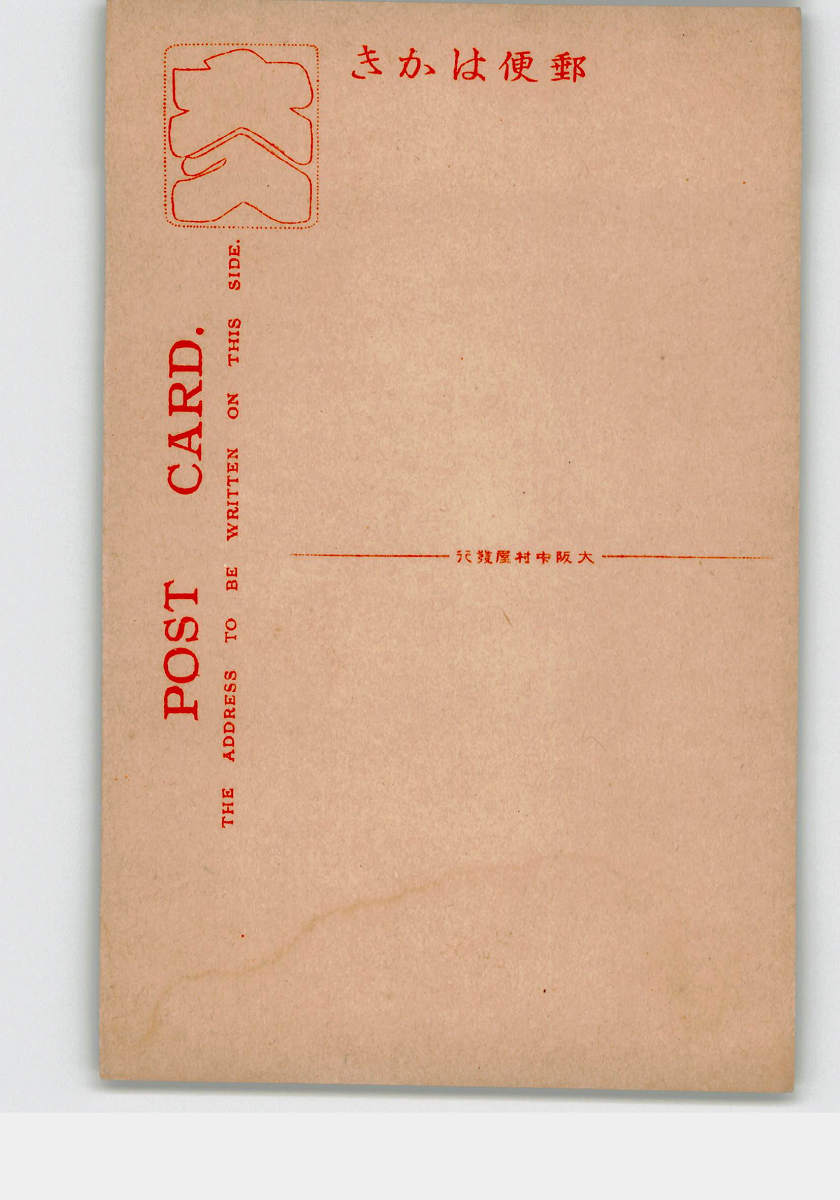 郵便はかき
POST CARD.
THE ADDRESS TO BE WRITTEN ON THIS SIDE.
大阪中村屋發行